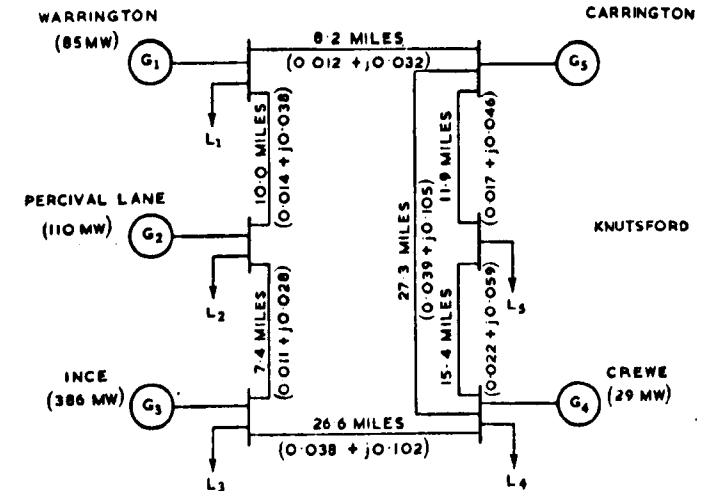 WARRINGTON
(85MW)
G1
L1
8·2 MILES
(0·012 + j0·032)
CARRINGTON
G5
10·0 MILES
(0·014 + j0·038)
11·9 MILES
(0·017 + j0·046)
PERCIVAL LANE
(110 MW)
G2
L2
27·3 MILES
(0·039 + j0·105)
KNUTSFORD
L5
7·4 MILES
(0·011 + j0·028)
15·4 MILES
(0·022 + j0·059)
INCE
(386 MW)
G3
L3
26·6 MILES
(0·038 + j0·102)
CREWE
(29 MW)
G4
L4